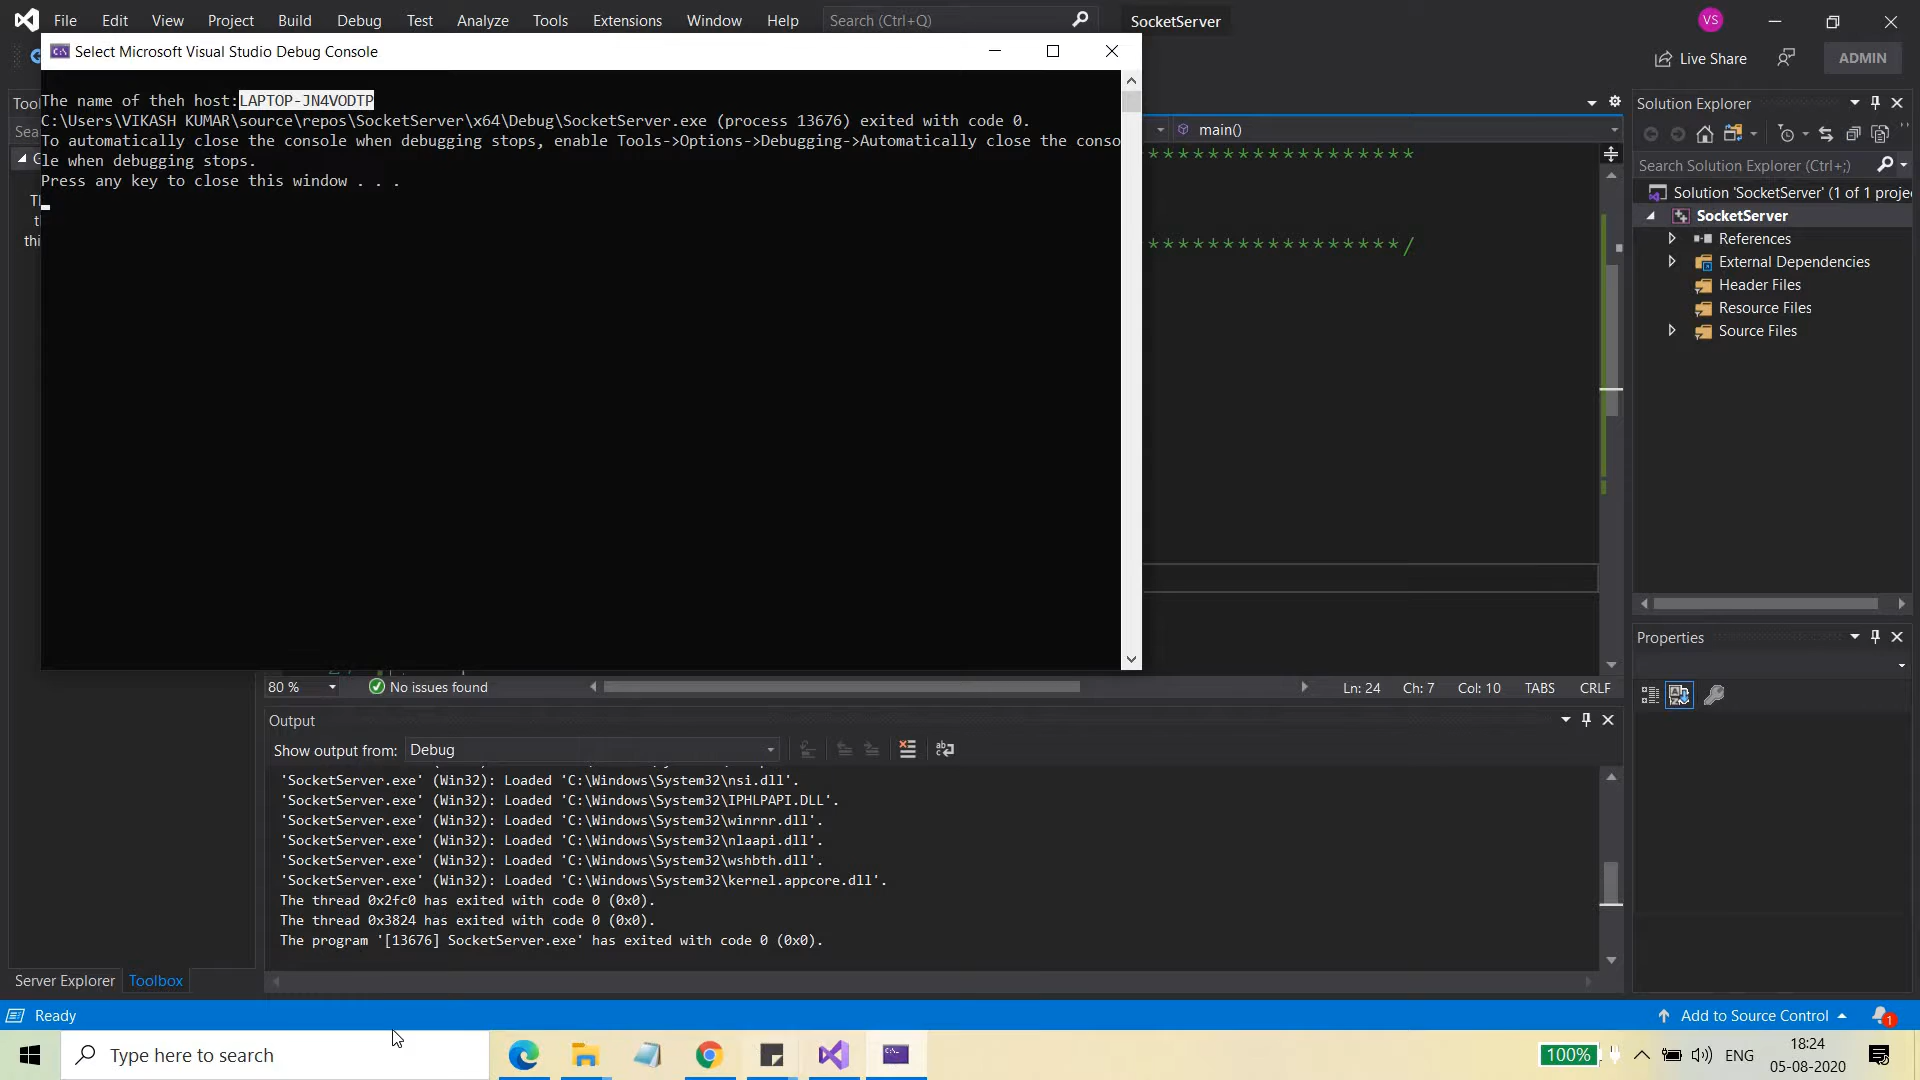 File Edit View Project Build Debug Test Analyze Tools Extensions Window Help Search (Ctrl+Q) SocketServer VS
Live Share ADMIN
Select Microsoft Visual Studio Debug Console
The name of theh host:LAPTOP-JN4VODTP
C:\Users\VIKASH KUMAR\source\repos\SocketServer\x64\Debug\SocketServer.exe (process 13676) exited with code 0.
To automatically close the console when debugging stops, enable Tools->Options->Debugging->Automatically close the conso
le when debugging stops.
Press any key to close this window . . .
main()
******************
*****************/
Solution Explorer
Search Solution Explorer (Ctrl+;)
Solution 'SocketServer' (1 of 1 proje
SocketServer
References
External Dependencies
Header Files
Resource Files
Source Files
Properties
80 % No issues found Ln: 24 Ch: 7 Col: 10 TABS CRLF
Output
Show output from: Debug
'SocketServer.exe' (Win32): Loaded 'C:\Windows\System32\nsi.dll'.
'SocketServer.exe' (Win32): Loaded 'C:\Windows\System32\IPHLPAPI.DLL'.
'SocketServer.exe' (Win32): Loaded 'C:\Windows\System32\winrnr.dll'.
'SocketServer.exe' (Win32): Loaded 'C:\Windows\System32\nlaapi.dll'.
'SocketServer.exe' (Win32): Loaded 'C:\Windows\System32\wshbth.dll'.
'SocketServer.exe' (Win32): Loaded 'C:\Windows\System32\kernel.appcore.dll'.
The thread 0x2fc0 has exited with code 0 (0x0).
The thread 0x3824 has exited with code 0 (0x0).
The program '[13676] SocketServer.exe' has exited with code 0 (0x0).
Server Explorer Toolbox
Ready Add to Source Control 1
Type here to search 100% ENG 18:24
05-08-2020